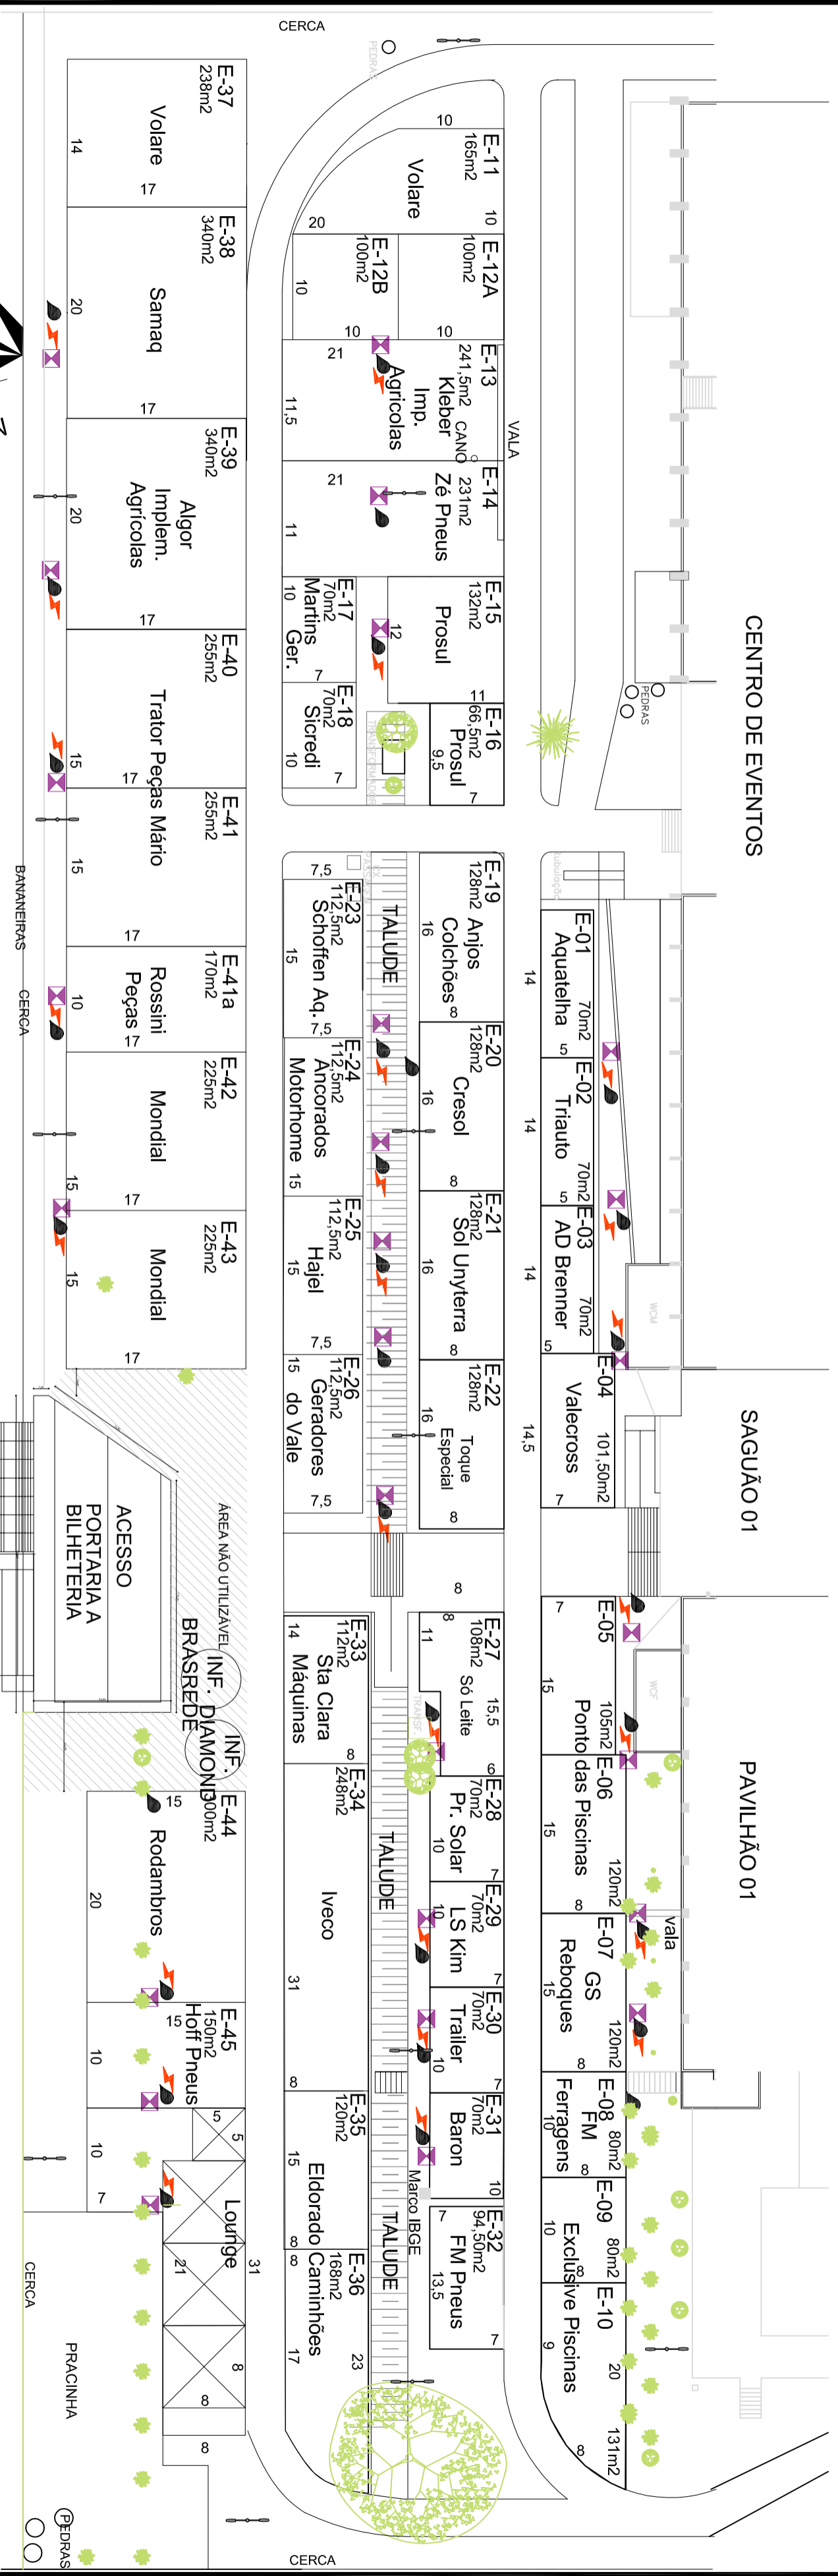 CERCA
PEDRAS
E-37
238m2
Volare
14
17
E-38
340m2
Samaq
20
17
E-39
340m2
Algor
Implem.
Agrícolas
20
17
E-40
255m2
Trator Peças Mário
15
17
E-41
255m2
15
17
E-41a
170m2
Rossini
Peças
10
17
E-42
225m2
Mondial
15
17
E-43
225m2
Mondial
15
17
BANANEIRAS
CERCA
10
E-11
165m2
Volare
10
20
E-12A
100m2
10
E-12B
100m2
10
10
E-13
241,5m2
Kleber
Imp.
Agricolas
21
11,5
CANO
VALA
E-14
231m2
Zé Pneus
21
11
E-15
132m2
Prosul
12
11
E-16
66,5m2
Prosul
9,5
7
E-17
70m2
Martins
Ger.
10
7
E-18
70m2
Sicredi
10
7
TRANSFORMADOR
PEDRAS
CENTRO DE EVENTOS
tubulação
TALUDE
E-19
128m2
Anjos
Colchões
16
8
E-20
128m2
Cresol
16
8
E-21
128m2
Sol Unyterra
16
8
E-22
128m2
Toque
Especial
16
8
7,5
E-23
112,5m2
Schoffen Aq.
15
7,5
E-24
112,5m2
Ancorados
Motorhome
15
E-25
112,5m2
Hajel
15
7,5
E-26
112,5m2
Geradores
do Vale
15
7,5
E-01
70m2
Aquatelha
14
5
E-02
70m2
Triauto
14
5
E-03
70m2
AD Brenner
14
5
E-04
101,50m2
Valecross
14,5
7
WCM
SAGUÃO 01
ACESSO
PORTARIA A
BILHETERIA
ÁREA NÃO UTILIZÁVEL
INF.
BRASREDE
INF.
DIAMOND
8
E-27
108m2
Só Leite
8
11
15,5
8
TRANSF.
E-28
70m2
Pr. Solar
10
7
E-29
70m2
LS Kim
10
7
E-30
70m2
Trailer
10
7
E-31
70m2
Baron
10
Marco IBGE
E-32
94,50m2
FM Pneus
7
13,5
7
E-33
112m2
Sta Clara
Máquinas
14
8
E-34
248m2
Iveco
31
8
TALUDE
E-35
120m2
Eldorado Caminhões
15
8
TALUDE
E-36
168m2
8
23
17
E-05
105m2
Ponto das Piscinas
7
15
WCF
E-06
120m2
15
8
PAVILHÃO 01
vala
E-07
120m2
GS
Reboques
15
8
E-08
80m2
FM
Ferragens
10
8
E-09
80m2
Exclusive Piscinas
10
8
E-10
131m2
20
9
8
E-44
300m2
Rodambros
15
20
E-45
150m2
Hoff Pneus
15
10
10
7
5
5
Lounge
31
21
8
8
8
CERCA
PRACINHA
PEDRAS
CERCA